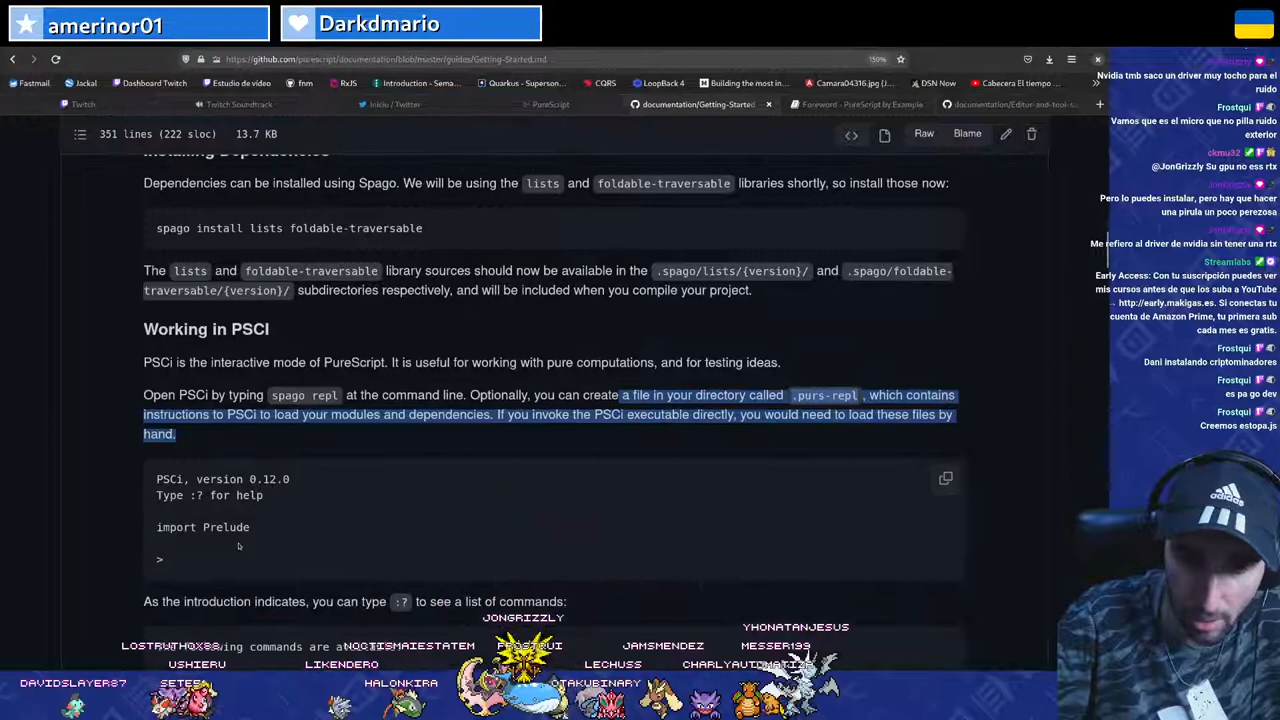 amerinor01
Darkdmario
https://github.com/purescript/documentation/blob/master/guides/Getting-Started.md
150%
Fastmail
Jackal
Dashboard Twitch
Estudio de vídeo
fnm
RxJS
Introduction - Sema...
Quarkus - Supersonic...
CQRS
LoopBack 4
Building the most in...
Camara04316.jpg
DSN Now
Cabecera El tiempo
Twitch
Twitch Soundtrack
Inicio / Twitter
PureScript
documentation/Getting-Started
Foreword - PureScript by Example
documentation/Editor-and-tool-s
351 lines (222 sloc)
13.7 KB
Raw
Blame
Installing Dependencies
Dependencies can be installed using Spago. We will be using the lists and foldable-traversable libraries shortly, so install those now:
spago install lists foldable-traversable
The lists and foldable-traversable library sources should now be available in the .spago/lists/{version}/ and .spago/foldable-
traversable/{version}/ subdirectories respectively, and will be included when you compile your project.
Working in PSCI
PSCi is the interactive mode of PureScript. It is useful for working with pure computations, and for testing ideas.
Open PSCi by typing spago repl at the command line. Optionally, you can create a file in your directory called .purs-repl , which contains
instructions to PSCi to load your modules and dependencies. If you invoke the PSCi executable directly, you would need to load these files by
hand.
PSCi, version 0.12.0
Type :? for help
import Prelude
>
As the introduction indicates, you can type :? to see a list of commands:
commands are
Nvidia tmb saco un driver muy tocho para el
ruido
Frostqui
Vamos que es el micro que no pilla ruido
exterior
ckmu32
@JonGrizzly Su gpu no ess rtx
JonGrizzly
Pero lo puedes instalar, pero hay que hacer
una pirula un poco perezosa
JonGrizzly
Me refiero al driver de nvidia sin tener una rtx
Streamlabs
Early Access: Con tu suscripción puedes ver
mis cursos antes de que los suba a YouTube
→ http://early.makigas.es. Si conectas tu
cuenta de Amazon Prime, tu primera sub
cada mes es gratis.
Frostqui
Dani instalando criptominadores
Frostqui
es pa go dev
Frostqui
Creemos estopa.js
adidas
JONGRIZZLY
YHONATANJESUS
NOCTISMAIESTATEM
FROSTQUI
JAMSMENDEZ
MESSER199
USHIERU
LIKENDERO
LECHUSS
DAVIDSLAYER87
SETES
HALONKIRA
OTAKUBINARY